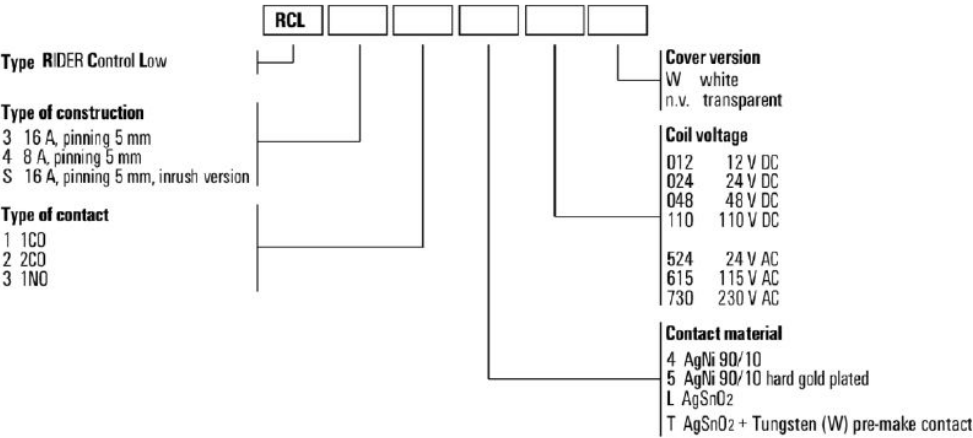 RCL
Type RIDER Control Low
Type of construction
3 16 A, pinning 5 mm
4 8 A, pinning 5 mm
S 16 A, pinning 5 mm, inrush version
Type of contact
1 1CO
2 2CO
3 1NO
Cover version
W white
n.v. transparent
Coil voltage
012 12 V DC
024 24 V DC
048 48 V DC
110 110 V DC
524 24 V AC
615 115 V AC
730 230 V AC
Contact material
4 AgNi 90/10
5 AgNi 90/10 hard gold plated
L AgSnO2
T AgSnO2 + Tungsten (W) pre-make contact